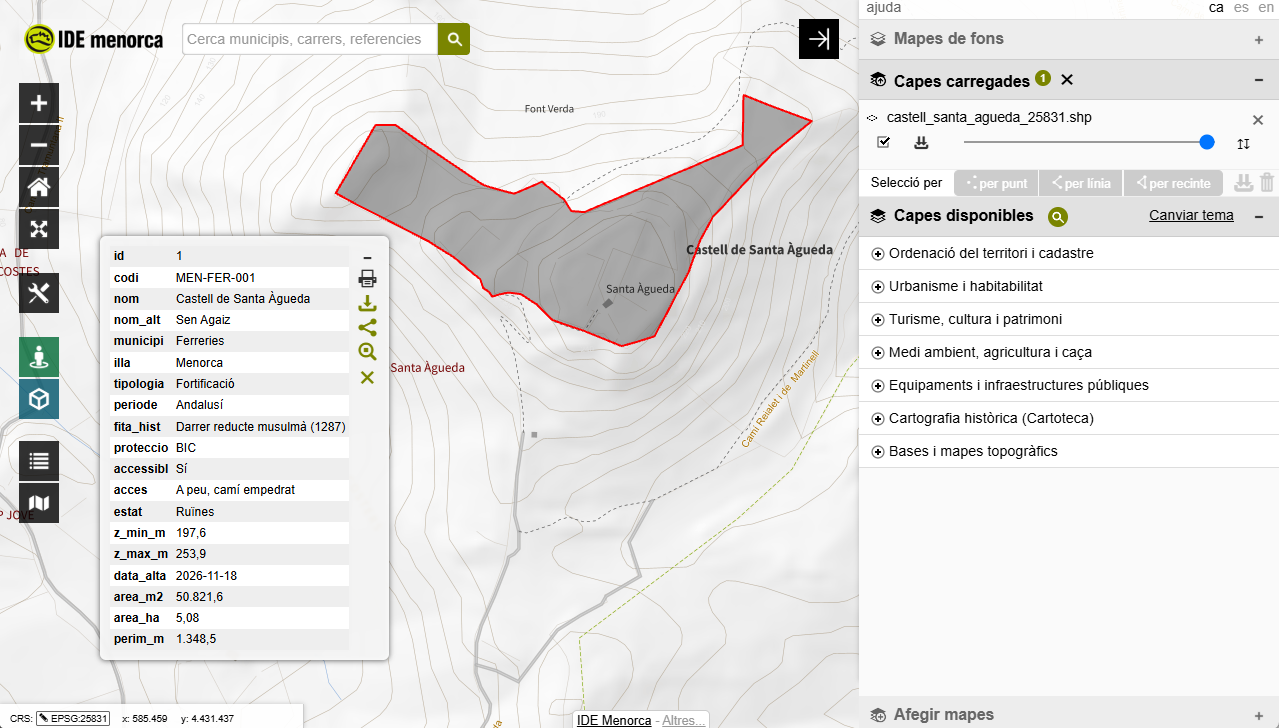 IDE menorca
Cerca municipis, carrers, referencies
ajuda
ca es en
Mapes de fons
Capes carregades 1
castell_santa_agueda_25831.shp
Selecció per
per punt
per línia
per recinte
Capes disponibles
Canviar tema
Ordenació del territori i cadastre
Urbanisme i habitabilitat
Turisme, cultura i patrimoni
Medi ambient, agricultura i caça
Equipaments i infraestructures públiques
Cartografia històrica (Cartoteca)
Bases i mapes topogràfics
Afegir mapes
Font Verda
Castell de Santa Àgueda
Santa Àgueda
Santa Àgueda
Camí Reialet i de Martinell
A DE
COSTES
P JOVE
id 1
codi MEN-FER-001
nom Castell de Santa Àgueda
nom_alt Sen Agaiz
municipi Ferreries
illa Menorca
tipologia Fortificació
periode Andalusí
fita_hist Darrer reducte musulmà (1287)
proteccio BIC
accessibl Sí
acces A peu, camí empedrat
estat Ruïnes
z_min_m 197,6
z_max_m 253,9
data_alta 2026-11-18
area_m2 50.821,6
area_ha 5,08
perim_m 1.348,5
CRS: EPSG:25831 x: 585.459 y: 4.431.437
IDE Menorca - Altres...